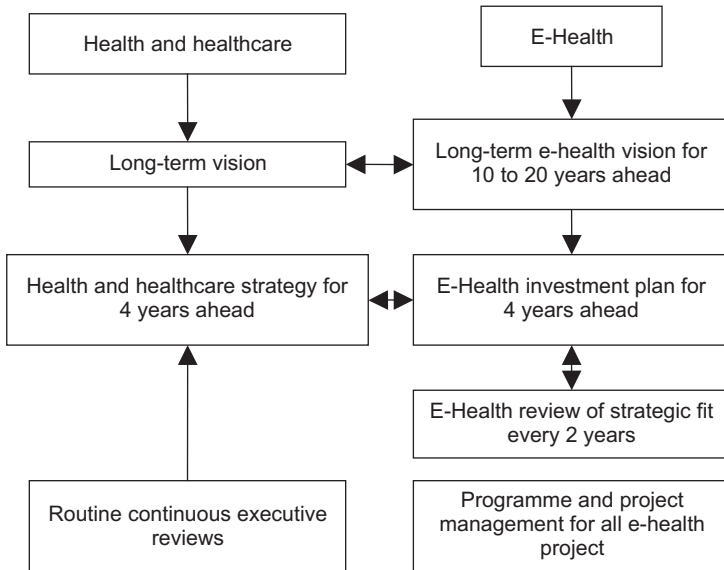 Health and healthcare
E-Health
Long-term vision
Long-term e-health vision for
10 to 20 years ahead
Health and healthcare strategy for
4 years ahead
E-Health investment plan for
4 years ahead
E-Health review of strategic fit
every 2 years
Routine continuous executive
reviews
Programme and project
management for all e-health
project